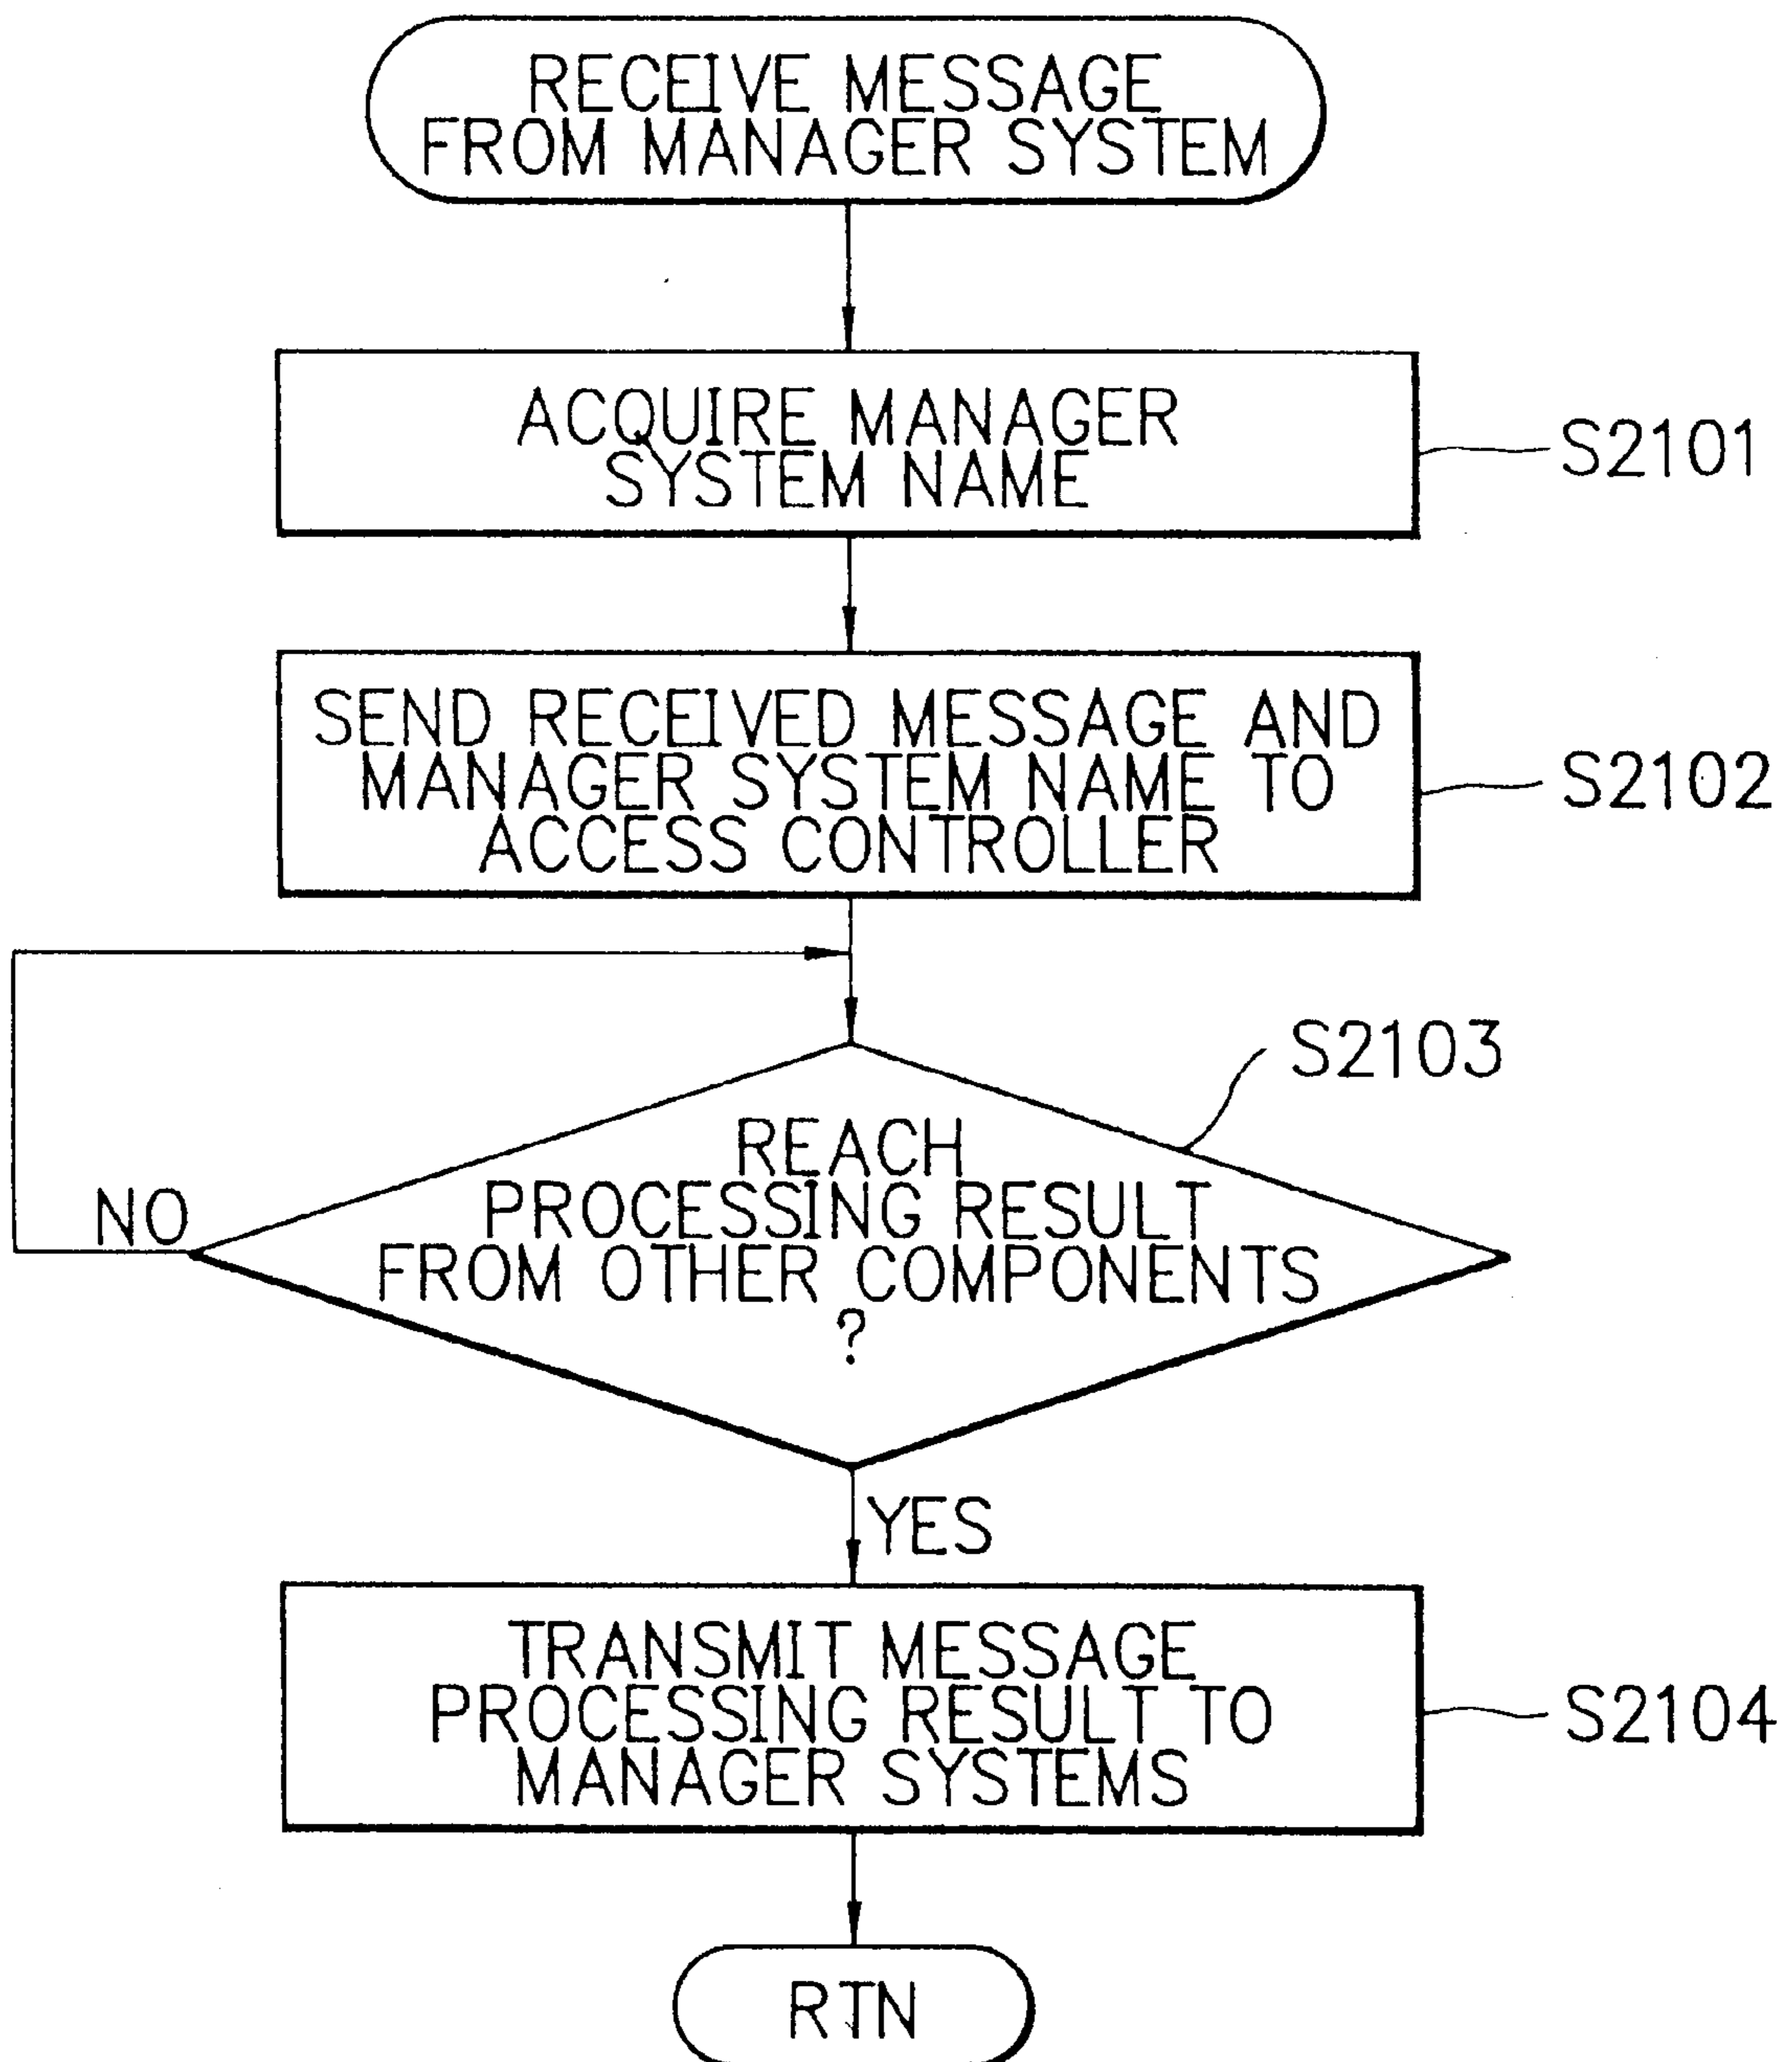 RECEIVE MESSAGE
FROM MANAGER SYSTEM
ACQUIRE MANAGER
SYSTEM NAME
S2101
SEND RECEIVED MESSAGE AND
MANAGER SYSTEM NAME TO
ACCESS CONTROLLER
S2102
S2103
REACH
PROCESSING RESULT
FROM OTHER COMPONENTS
?
NO
YES
TRANSMIT MESSAGE
PROCESSING RESULT TO
MANAGER SYSTEMS
S2104
RTN